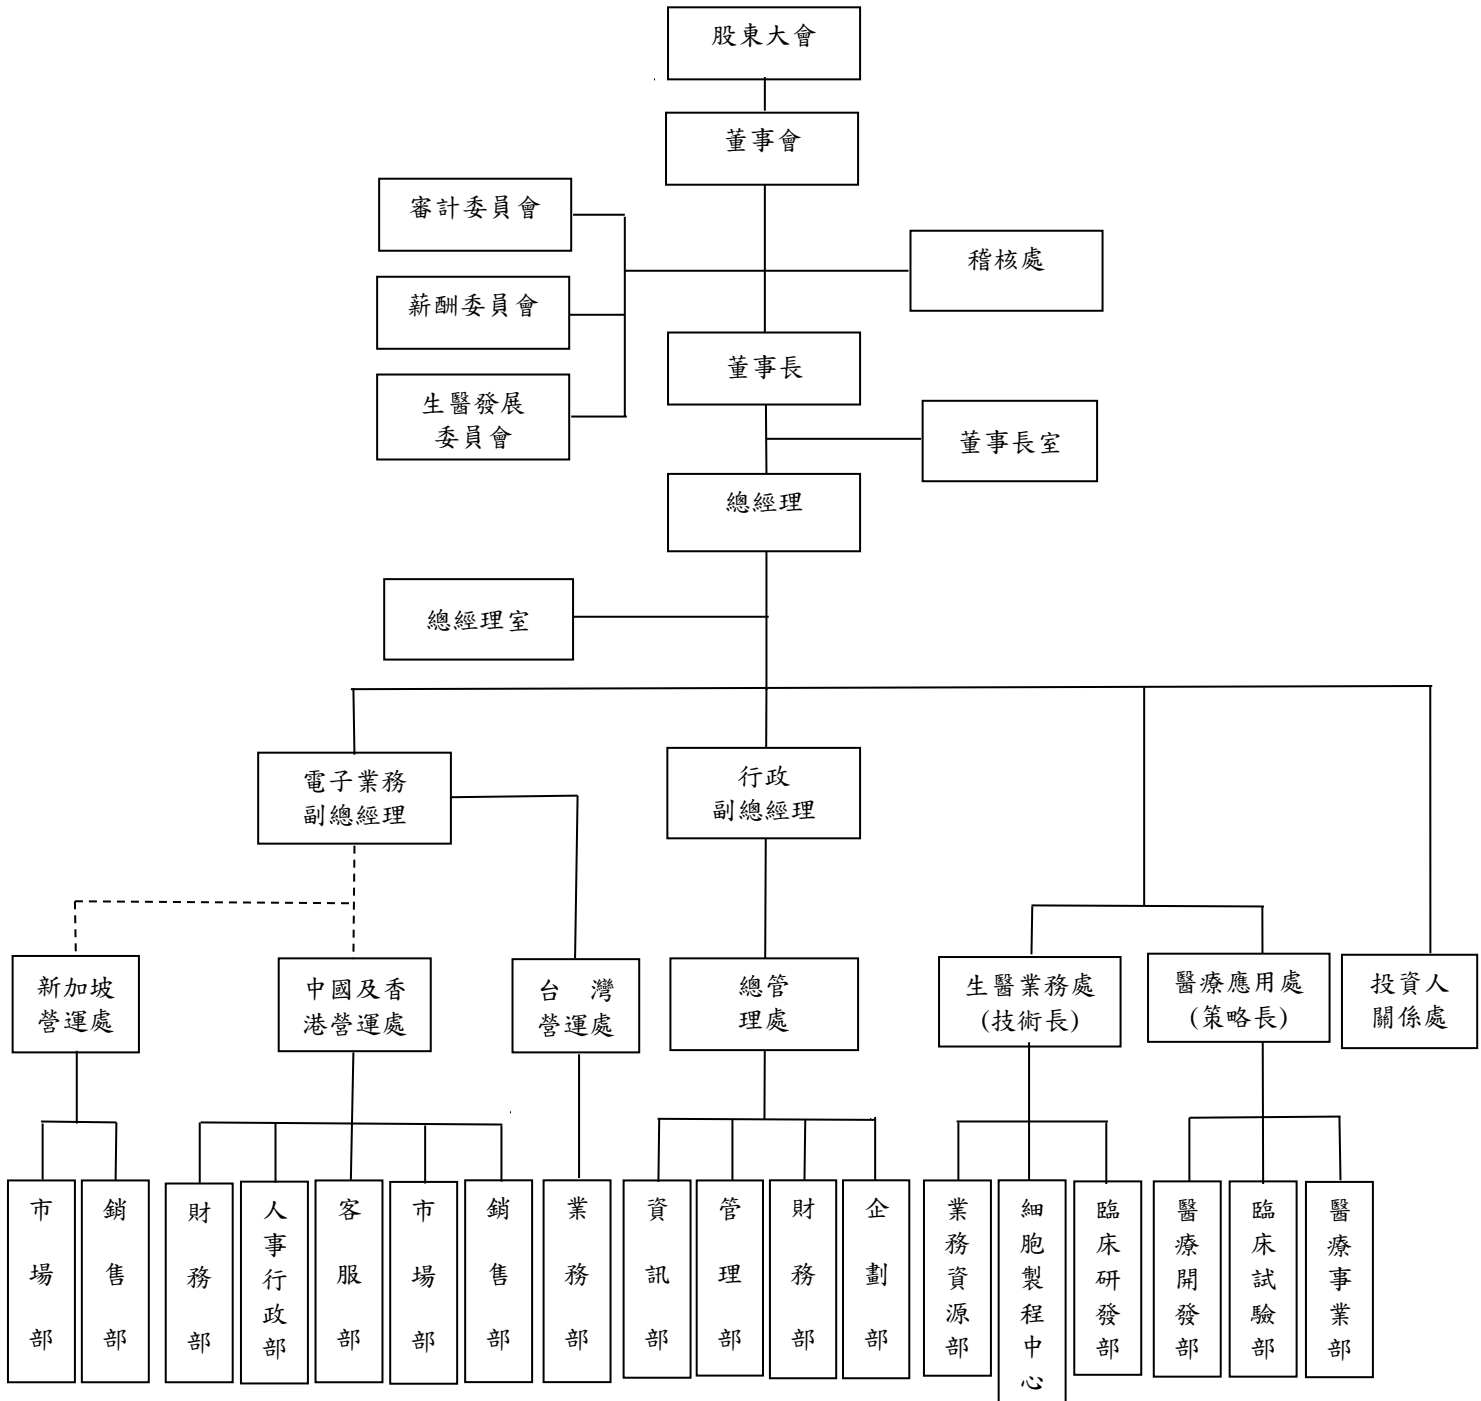 股東大會
董事會
審計委員會
稽核處
薪酬委員會
董事長
生醫發展
委員會
董事長室
總經理
總經理室
電子業務
副總經理
行政
副總經理
新加坡
營運處
中國及香
港營運處
台　灣
營運處
總管
理處
生醫業務處
(技術長)
醫療應用處
(策略長)
投資人
關係處
市場部
銷售部
財務部
人事行政部
客服部
市場部
銷售部
業務部
資訊部
管理部
財務部
企劃部
業務資源部
細胞製程中心
臨床研發部
醫療開發部
臨床試驗部
醫療事業部